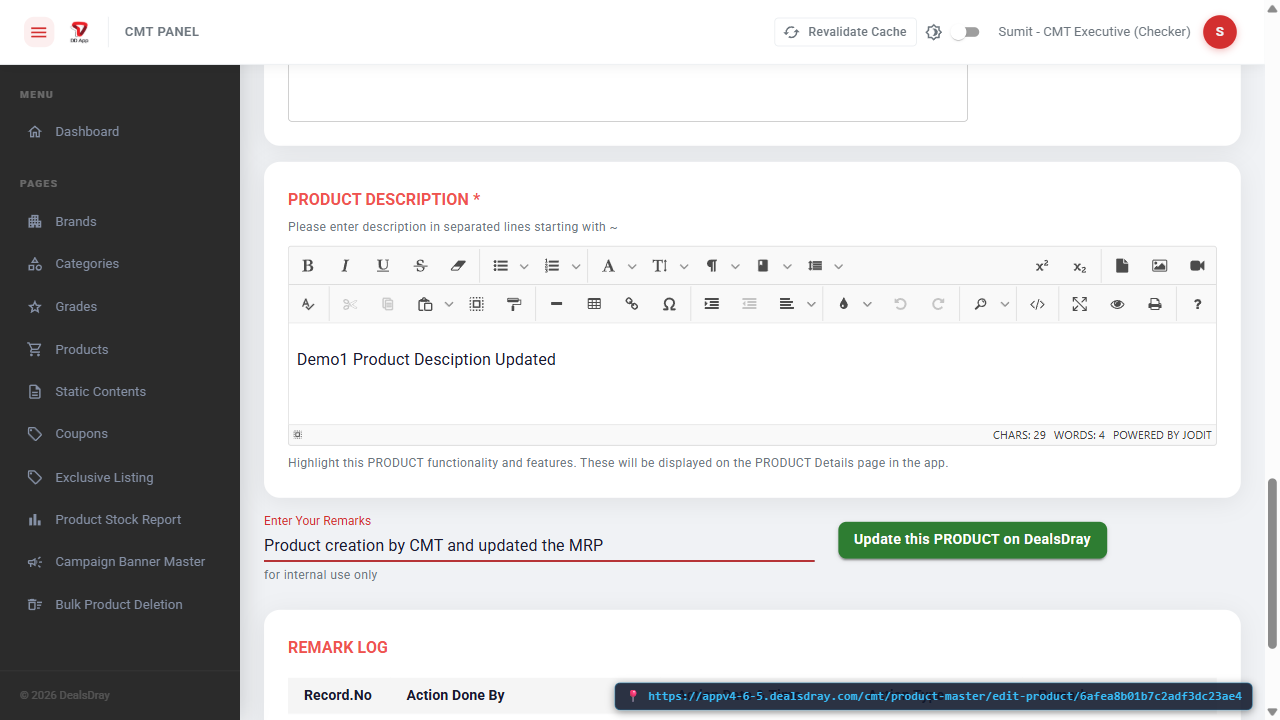 DD App
CMT PANEL
Revalidate Cache
Sumit - CMT Executive (Checker)
S
MENU
Dashboard
PAGES
Brands
Categories
Grades
Products
Static Contents
Coupons
Exclusive Listing
Product Stock Report
Campaign Banner Master
Bulk Product Deletion
© 2026 DealsDray
PRODUCT DESCRIPTION *
Please enter description in separated lines starting with ~
Demo1 Product Desciption Updated
CHARS: 29 WORDS: 4 POWERED BY JODIT
Highlight this PRODUCT functionality and features. These will be displayed on the PRODUCT Details page in the app.
Enter Your Remarks
Product creation by CMT and updated the MRP
for internal use only
Update this PRODUCT on DealsDray
REMARK LOG
Record.No Action Done By
https://appv4-6-5.dealsdray.com/cmt/product-master/edit-product/6afea8b01b7c2adf3dc23ae4